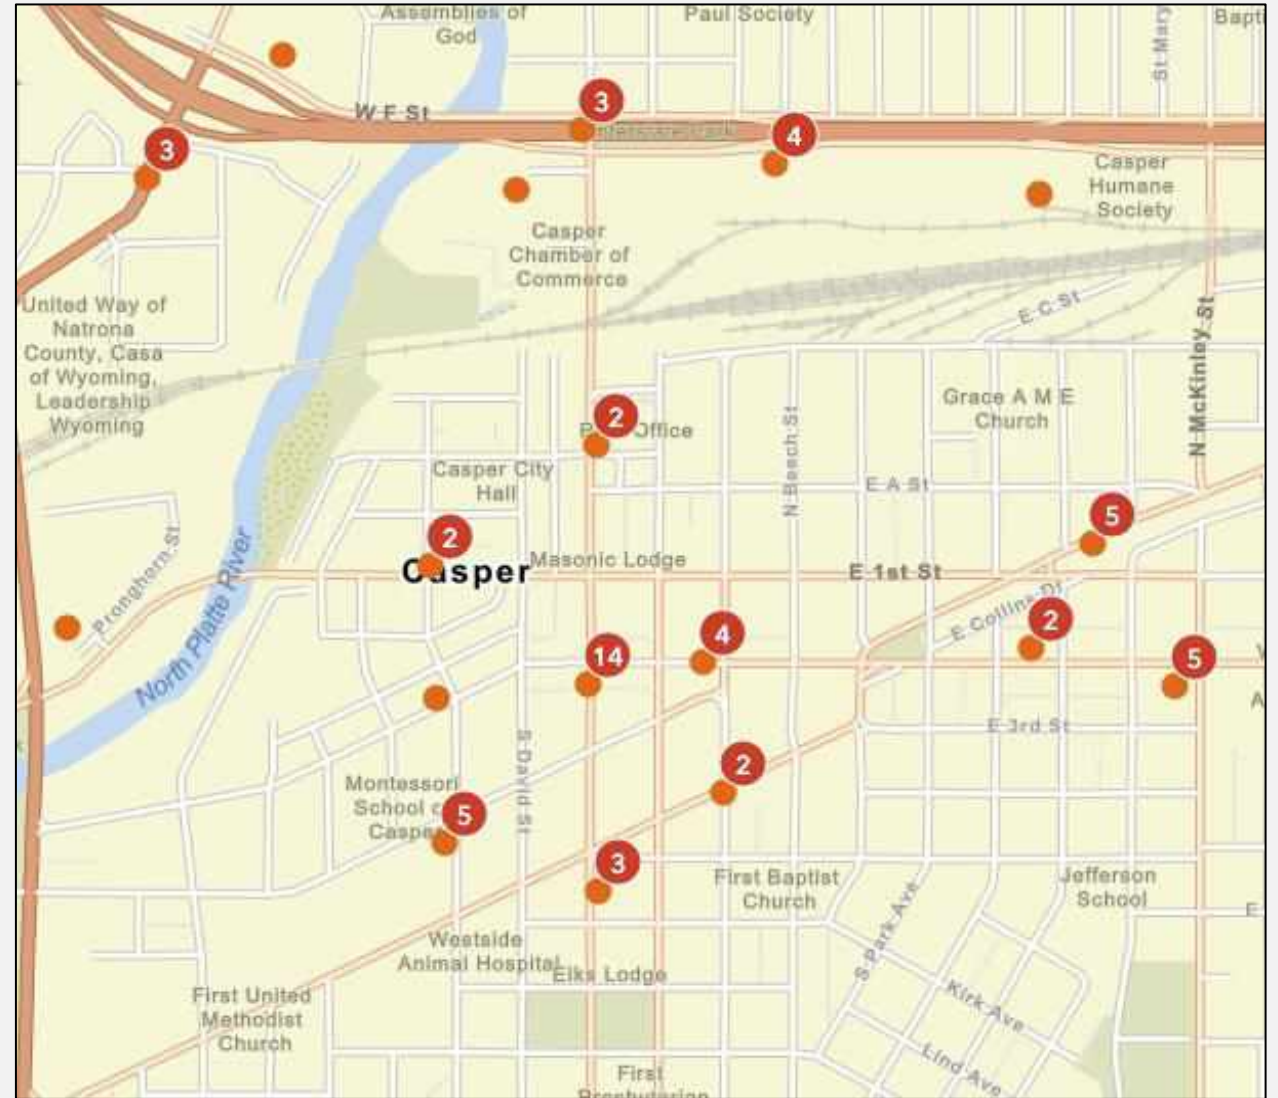 Assemblies of
God
Paul Society
Bapti
St Mary
W F St
3
4
3
Casper
Humane
Society
Casper
Chamber of
Commerce
United Way of
Natrona
County, Casa
of Wyoming,
Leadership
Wyoming
E C St
N McKinley St
Grace A M E
Church
2
Office
N Beech St
Casper City
Hall
E A St
5
2
Casper
Masonic Lodge
E 1st St
Pronghorn St
North Platte River
E Collins Dr
2
4
14
5
E 3rd St
S David St
2
Montessori
School
Casper
5
3
First Baptist
Church
Jefferson
School
E
S Park Ave
Westside
Animal Hospital
Elks Lodge
First United
Methodist
Church
Kirk Ave
Lind Ave
First
Presbyterian